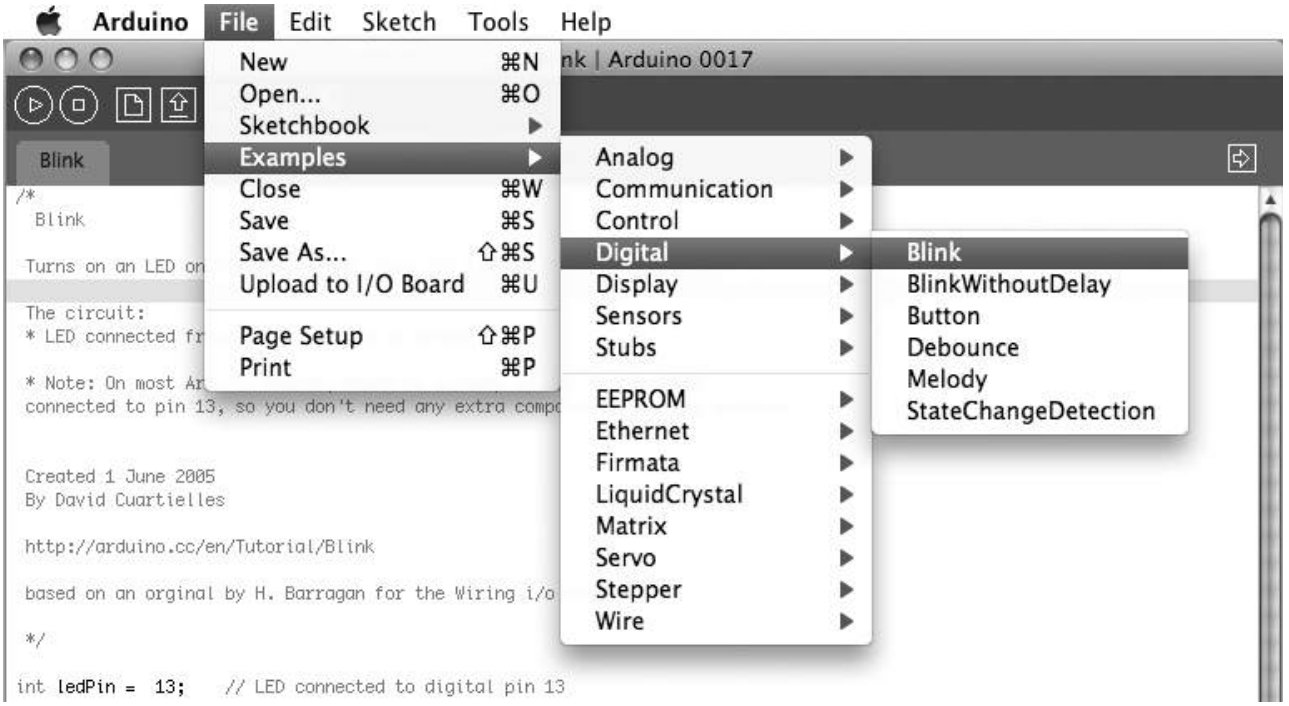 Arduino File Edit Sketch Tools Help
nk | Arduino 0017
New ⌘N
Open... ⌘O
Sketchbook
Examples
Close ⌘W
Save ⌘S
Save As... ⇧⌘S
Upload to I/O Board ⌘U
Page Setup ⇧⌘P
Print ⌘P
Analog
Communication
Control
Digital
Display
Sensors
Stubs
EEPROM
Ethernet
Firmata
LiquidCrystal
Matrix
Servo
Stepper
Wire
Blink
BlinkWithoutDelay
Button
Debounce
Melody
StateChangeDetection
Blink
/*
Blink
Turns on an LED on
The circuit:
* LED connected fr
* Note: On most Ar
connected to pin 13, so you don't need any extra compo
Created 1 June 2005
By David Cuartielles
http://arduino.cc/en/Tutorial/Blink
based on an orginal by H. Barragan for the Wiring i/o
*/
int ledPin = 13; // LED connected to digital pin 13